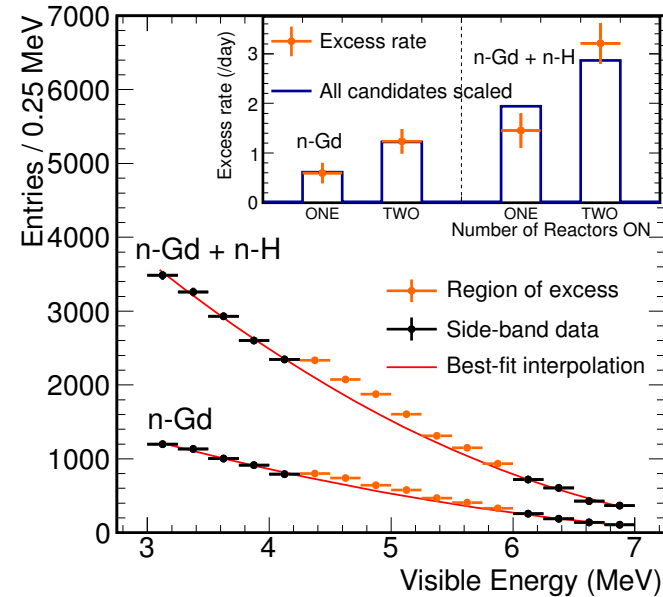 Entries / 0.25 MeV
7000
6000
5000
4000
3000
2000
1000
0
3
4
5
6
7
Visible Energy (MeV)
n-Gd + n-H
n-Gd
Region of excess
Side-band data
Best-fit interpolation
Excess rate (/day)
3
2
1
0
Excess rate
All candidates scaled
n-Gd
n-Gd + n-H
ONE
TWO
ONE
TWO
Number of Reactors ON